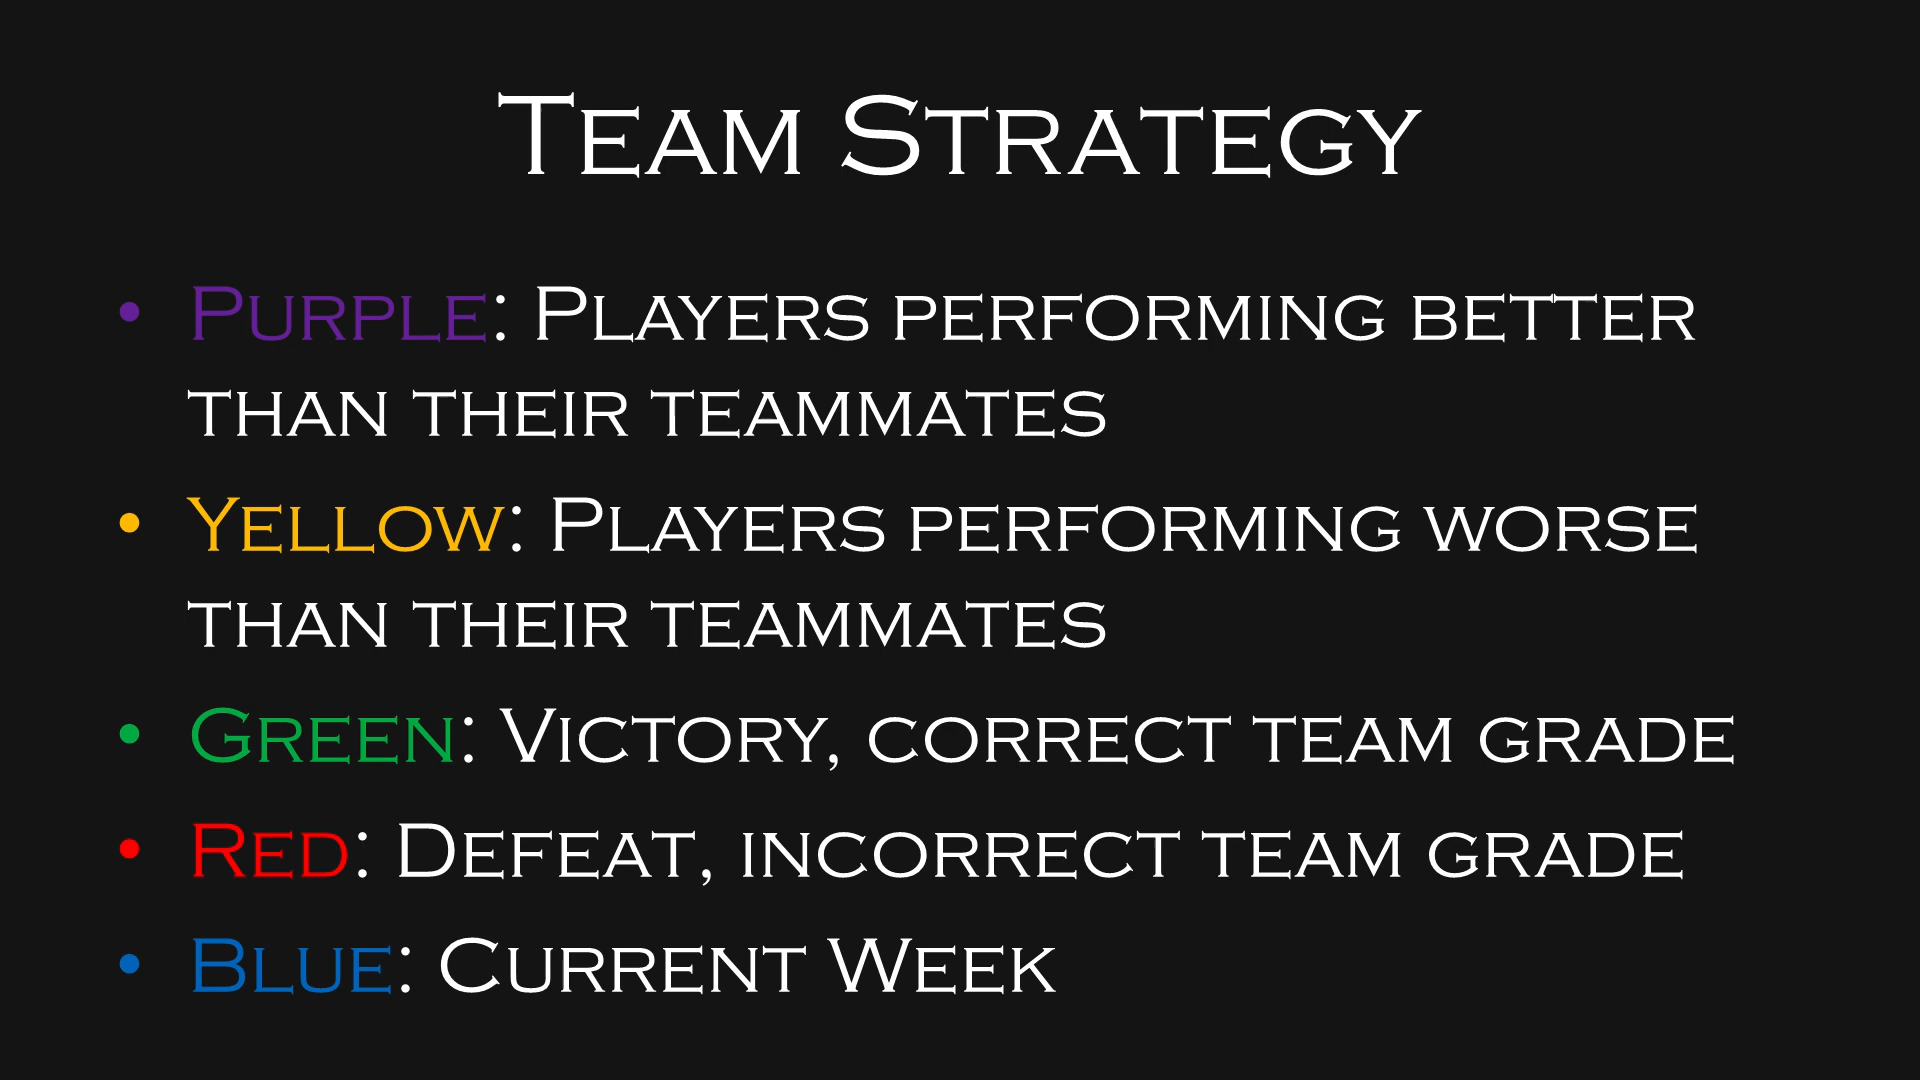 Team Strategy
• Purple: Players performing better
than their teammates
• Yellow: Players performing worse
than their teammates
• Green: Victory, correct team grade
• Red: Defeat, incorrect team grade
• Blue: Current Week